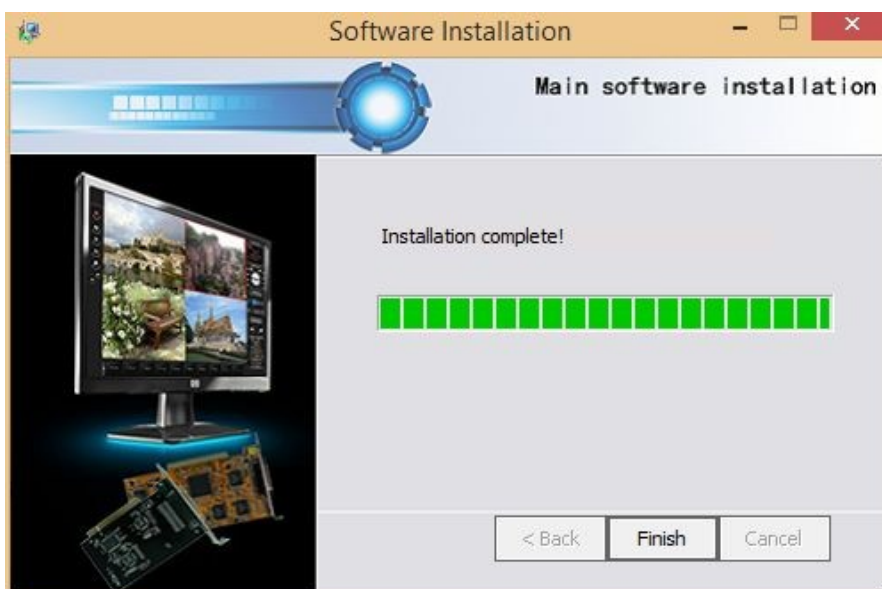 Software Installation
Main software installation
Installation complete!
< Back
Finish
Cancel